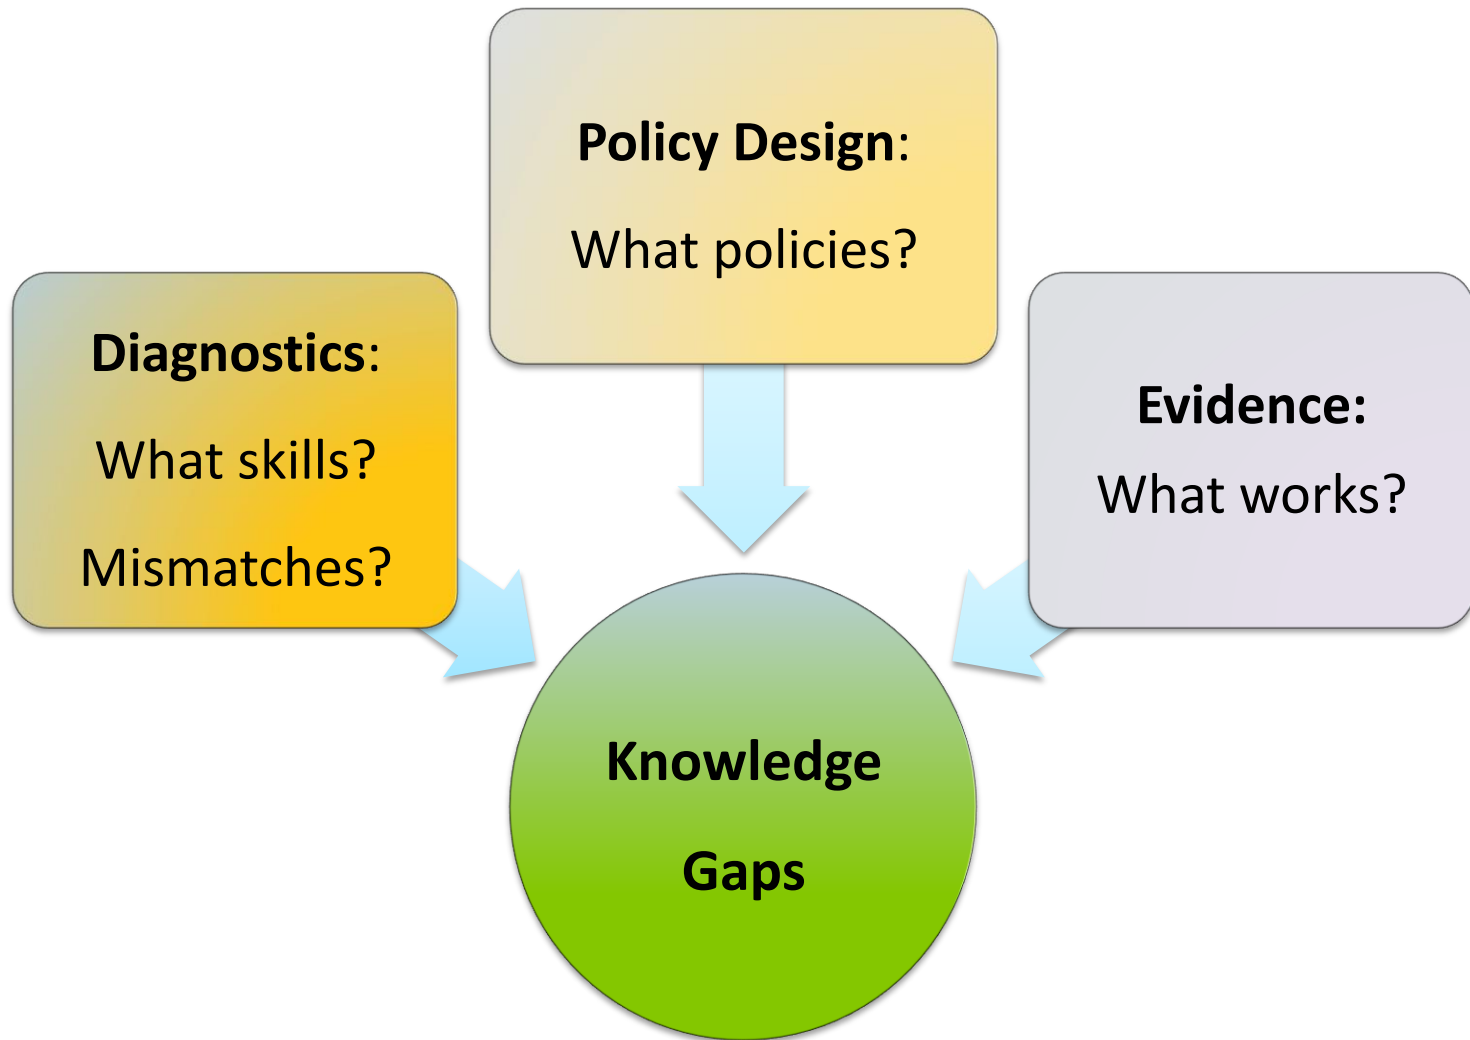 Policy Design:
What policies?
Diagnostics:
What skills?
Mismatches?
Evidence:
What works?
Knowledge
Gaps